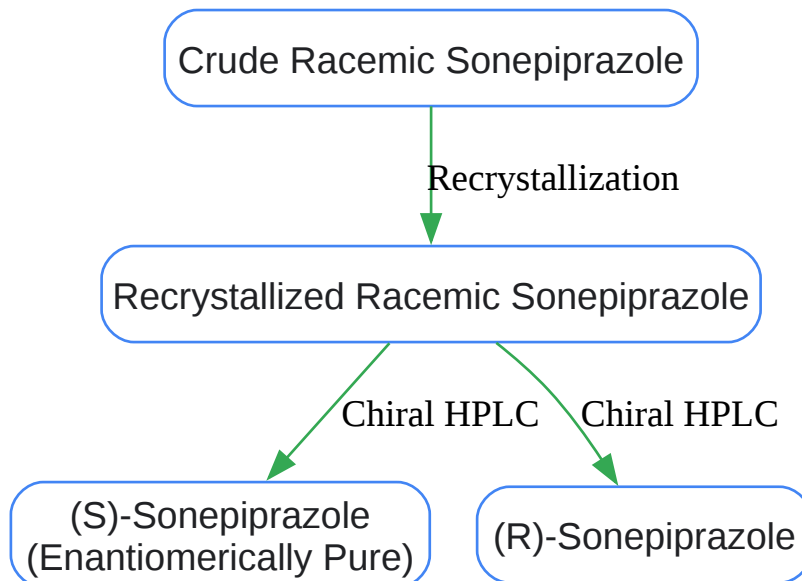 Crude Racemic Sonepiprazole
Recrystallization
Recrystallized Racemic Sonepiprazole
Chiral HPLC
Chiral HPLC
(S)-Sonepiprazole
(Enantiomerically Pure)
(R)-Sonepiprazole